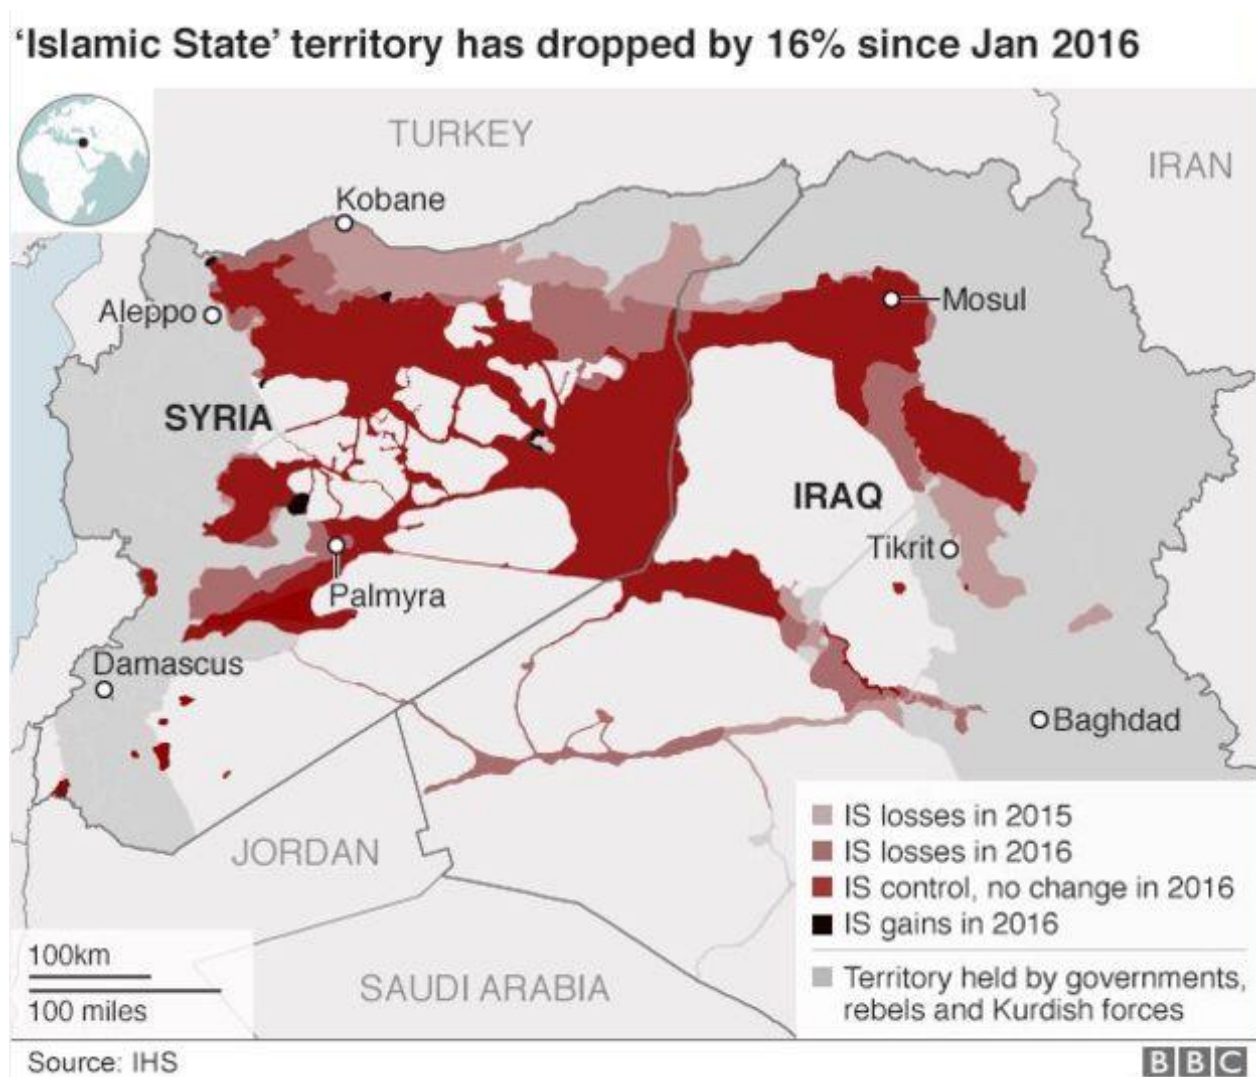 ‘Islamic State’ territory has dropped by 16% since Jan 2016
TURKEY
IRAN
Kobane
Aleppo
Mosul
SYRIA
IRAQ
Tikrit
Palmyra
Damascus
Baghdad
JORDAN
SAUDI ARABIA
IS losses in 2015
IS losses in 2016
IS control, no change in 2016
IS gains in 2016
Territory held by governments,
rebels and Kurdish forces
100km
100 miles
Source: IHS
BBC